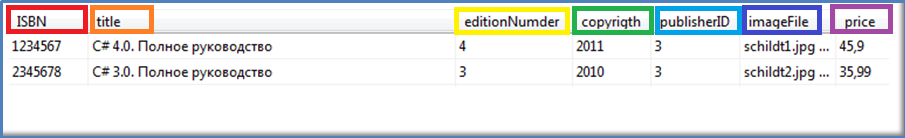 ISBN title editionNumder copyriqth publisherID imageFile price
1234567 C# 4.0. Полное руководство 4 2011 3 schildt1.jpg ... 45,9
2345678 C# 3.0. Полное руководство 3 2010 3 schildt2.jpg ... 35,99